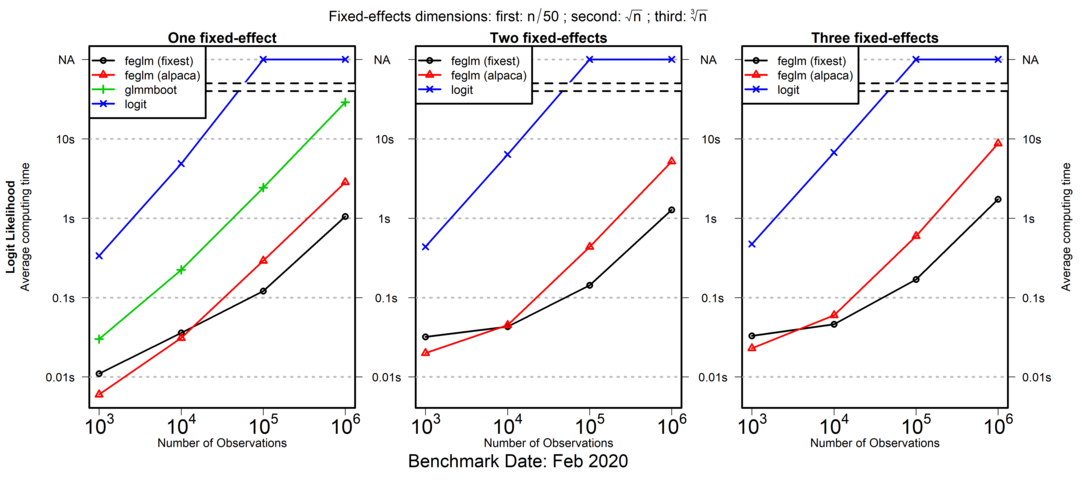 Fixed-effects dimensions: first: n/50 ; second: √n ; third: ∛n
One fixed-effect
Two fixed-effects
Three fixed-effects
Logit Likelihood
Average computing time
NA
10s
1s
0.1s
0.01s
feglm (fixest)
feglm (alpaca)
glmmboot
logit
10³ 10⁴ 10⁵ 10⁶
Number of Observations
NA
10s
1s
0.1s
0.01s
feglm (fixest)
feglm (alpaca)
logit
10³ 10⁴ 10⁵ 10⁶
Number of Observations
NA
10s
1s
0.1s
0.01s
feglm (fixest)
feglm (alpaca)
logit
10³ 10⁴ 10⁵ 10⁶
Number of Observations
NA
10s
1s
0.1s
0.01s
Average computing time
Benchmark Date: Feb 2020